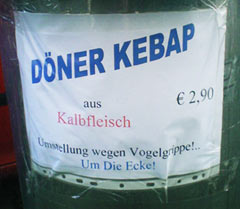 DÖNER KEBAP
aus
€ 2,90
Kalbfleisch
Umstellung wegen Vogelgrippe!..
Um Die Ecke!